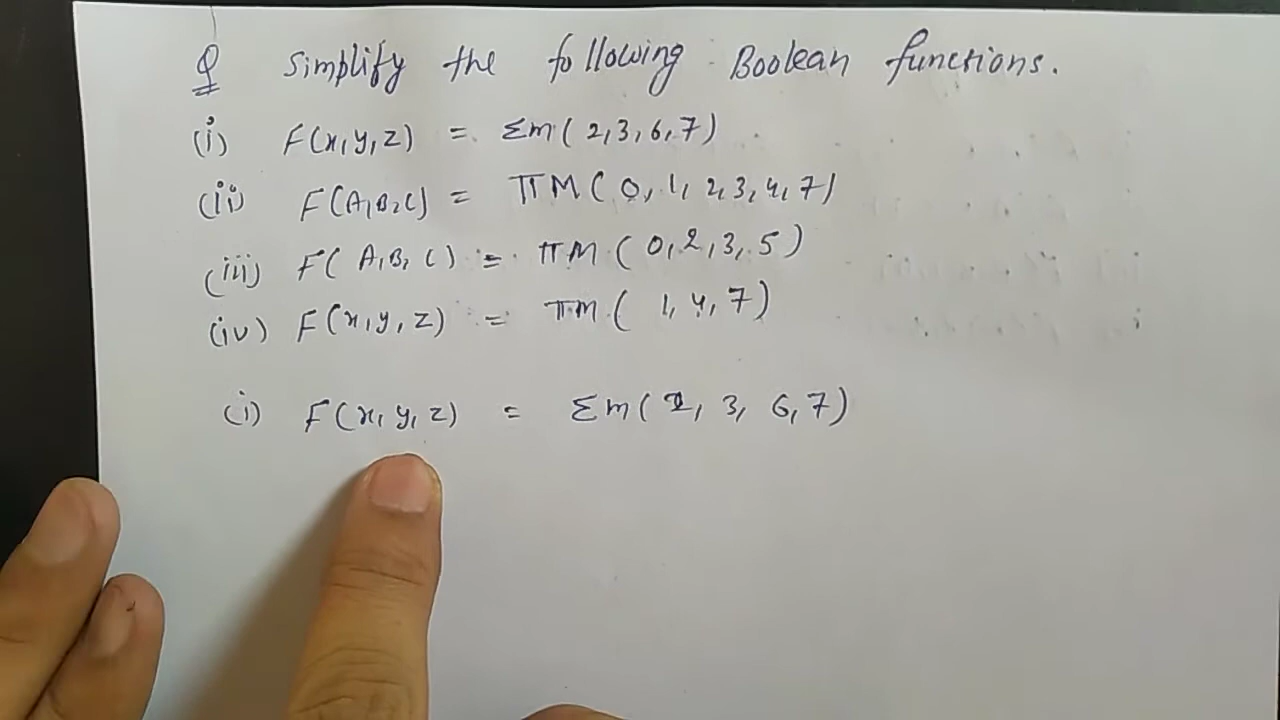 Q Simplify the following Boolean functions.
(i) F(x,y,z) = Σm(2,3,6,7)
(ii) F(A,B,C) = πM(0,1,2,3,4,7)
(iii) F(A,B,C) = πM(0,2,3,5)
(iv) F(x,y,z) = πM(1,4,7)
(i) F(x,y,z) = Σm(2,3,6,7)